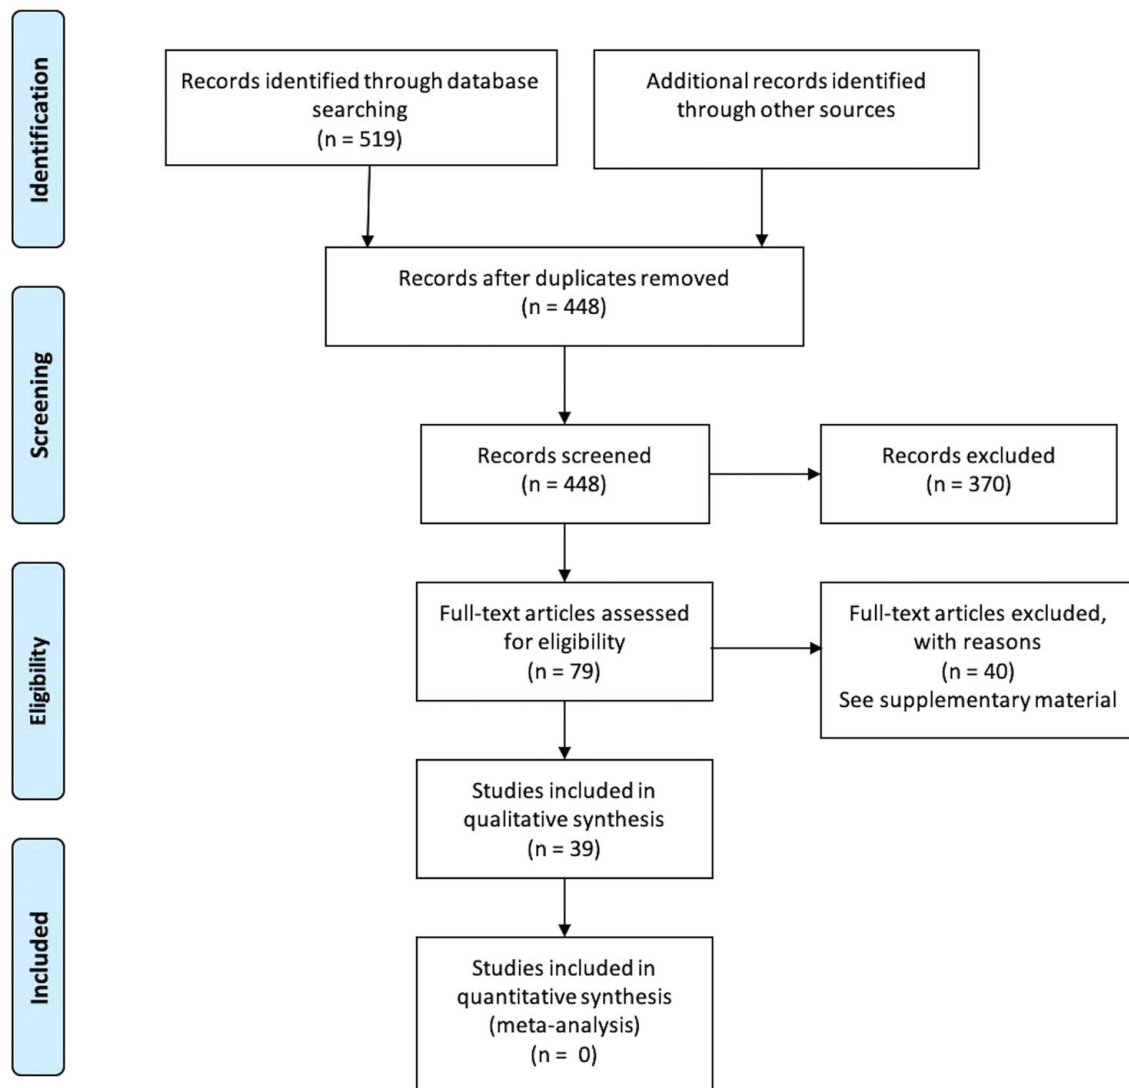 Identification
Records identified through database
searching
(n = 519)
Additional records identified
through other sources
Records after duplicates removed
(n = 448)
Screening
Records screened
(n = 448)
Records excluded
(n = 370)
Eligibility
Full-text articles assessed
for eligibility
(n = 79)
Full-text articles excluded,
with reasons
(n = 40)
See supplementary material
Studies included in
qualitative synthesis
(n = 39)
Included
Studies included in
quantitative synthesis
(meta-analysis)
(n = 0)